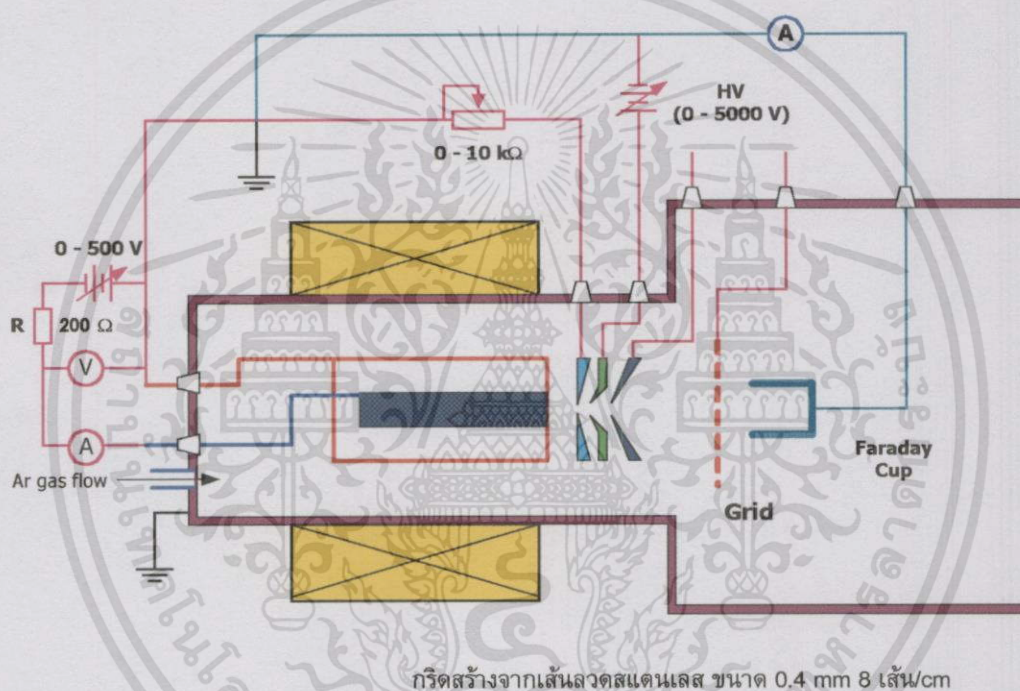 A
HV
(0 - 5000 V)
0 - 10 kΩ
0 - 500 V
R
200 Ω
V
A
Ar gas flow
Faraday
Cup
Grid
กริดสร้างจากเส้นลวดสแตนเลส ขนาด 0.4 mm 8 เส้น/cm